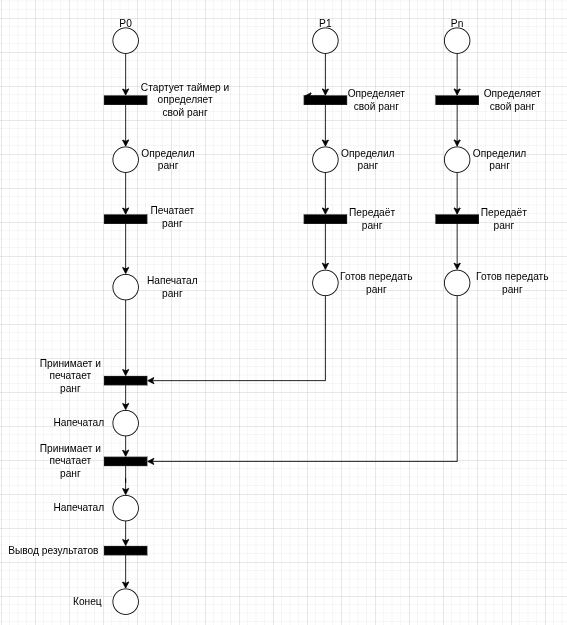 P0
P1
Pn
Стартует таймер и
определяет
свой ранг
Определяет
свой ранг
Определяет
свой ранг
Определил
ранг
Определил
ранг
Определил
ранг
Печатает
ранг
Передаёт
ранг
Передаёт
ранг
Напечатал
ранг
Готов передать
ранг
Готов передать
ранг
Принимает и
печатает
ранг
Напечатал
Принимает и
печатает
ранг
Напечатал
Вывод результатов
Конец